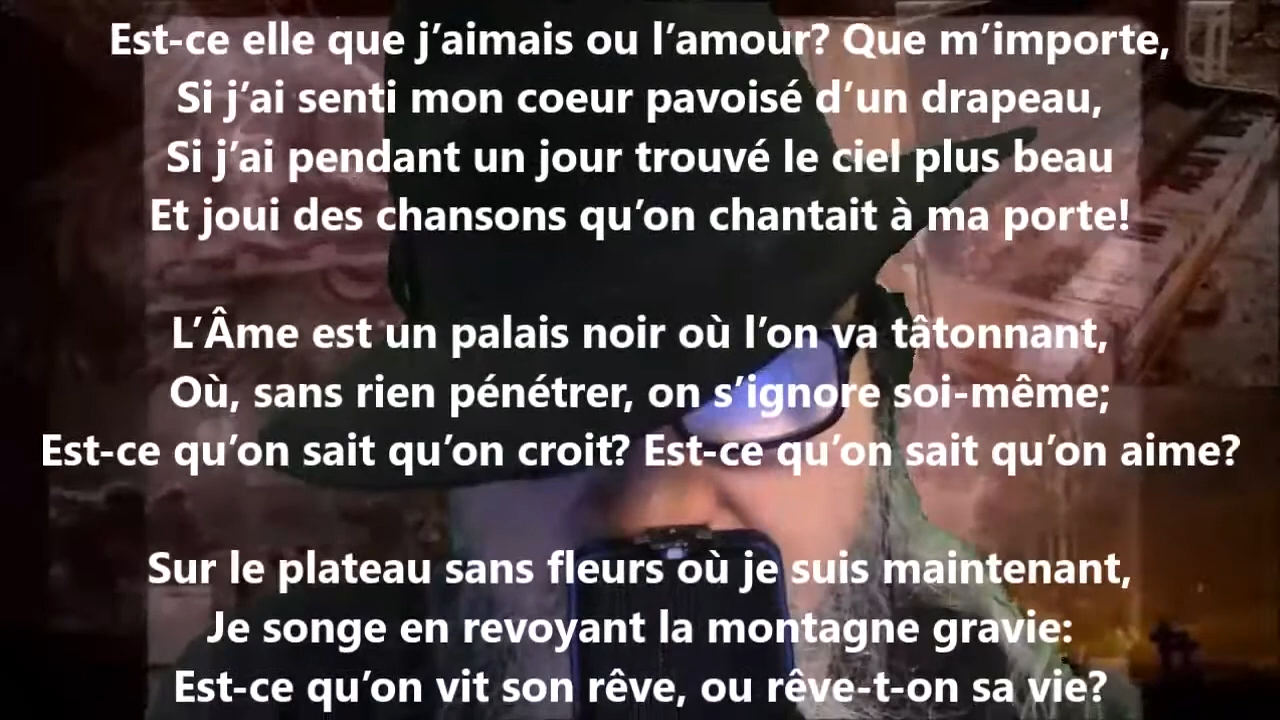 Est-ce elle que j’aimais ou l’amour? Que m’importe,
Si j’ai senti mon coeur pavoisé d’un drapeau,
Si j’ai pendant un jour trouvé le ciel plus beau
Et joui des chansons qu’on chantait à ma porte!
L’Âme est un palais noir où l’on va tâtonnant,
Où, sans rien pénétrer, on s’ignore soi-même;
Est-ce qu’on sait qu’on croit? Est-ce qu’on sait qu’on aime?
Sur le plateau sans fleurs où je suis maintenant,
Je songe en revoyant la montagne gravie:
Est-ce qu’on vit son rêve, ou rêve-t-on sa vie?